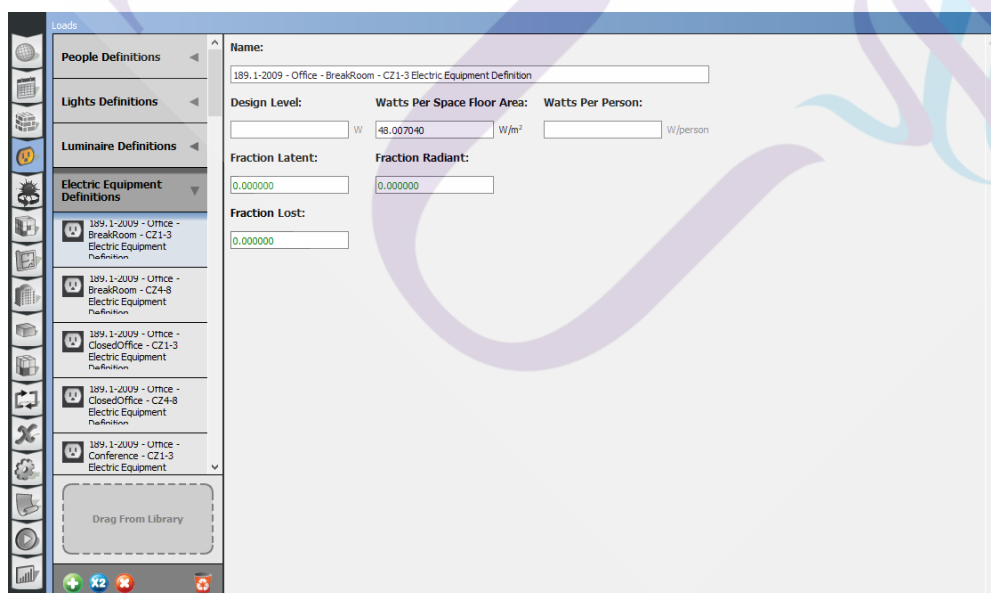 Loads
People Definitions
Lights Definitions
Luminaire Definitions
Electric Equipment
Definitions
189.1-2009 - Office -
BreakRoom - CZ1-3
Electric Equipment
Definition
189.1-2009 - Office -
BreakRoom - CZ4-8
Electric Equipment
Definition
189.1-2009 - Office -
ClosedOffice - CZ1-3
Electric Equipment
Definition
189.1-2009 - Office -
ClosedOffice - CZ4-8
Electric Equipment
Definition
189.1-2009 - Office -
Conference - CZ1-3
Electric Equipment
Drag From Library
X2
Name:
189.1-2009 - Office - BreakRoom - CZ1-3 Electric Equipment Definition
Design Level: Watts Per Space Floor Area: Watts Per Person:
W 48.007040 W/m² W/person
Fraction Latent: Fraction Radiant:
0.000000 0.000000
Fraction Lost:
0.000000